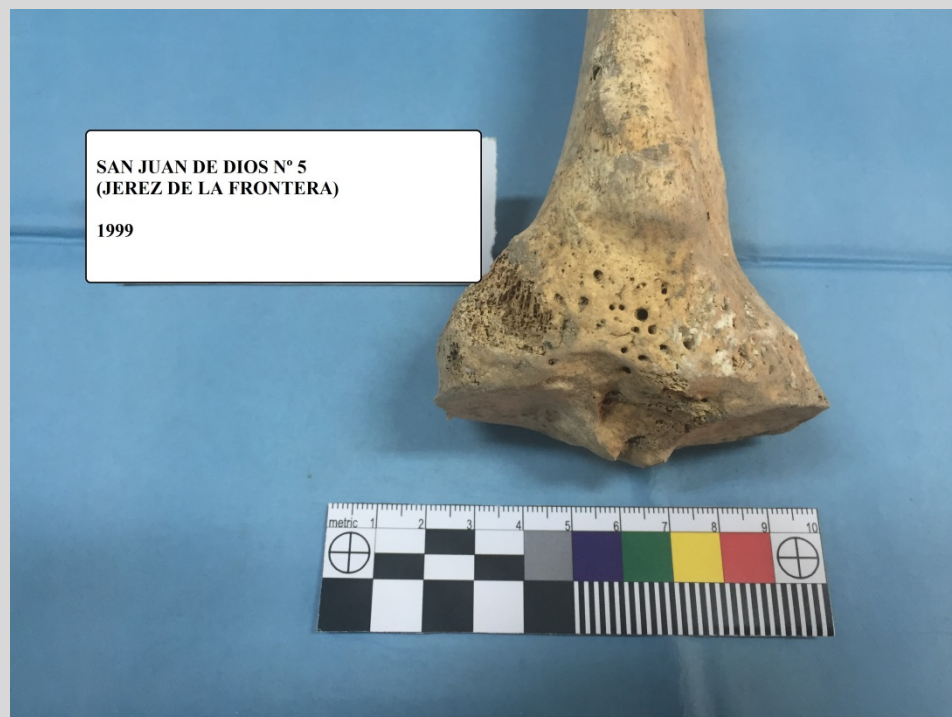 SAN JUAN DE DIOS Nº 5
(JEREZ DE LA FRONTERA)
1999
metric 1 2 3 4 5 6 7 8 9 10